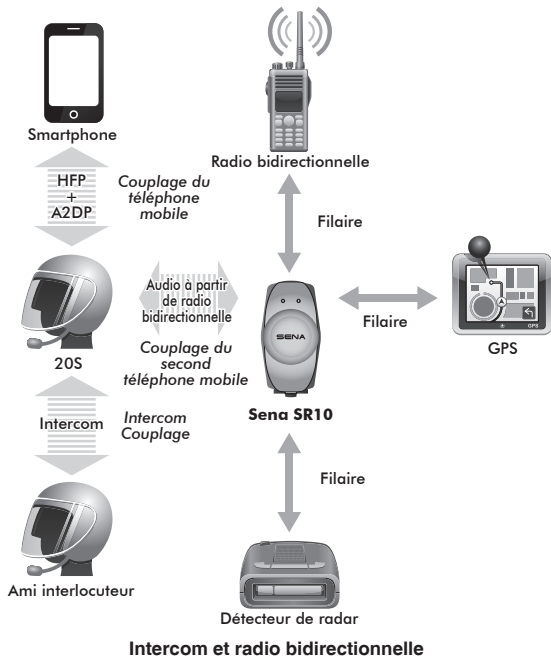 Smartphone
Radio bidirectionnelle
HFP
+
A2DP
Couplage du
téléphone
mobile
Filaire
Audio à partir
de radio
bidirectionnelle
SENA
Filaire
GPS
GPS
20S
Couplage du
second
téléphone mobile
Sena SR10
Intercom
Intercom
Couplage
Filaire
Ami interlocuteur
Détecteur de radar
Intercom et radio bidirectionnelle